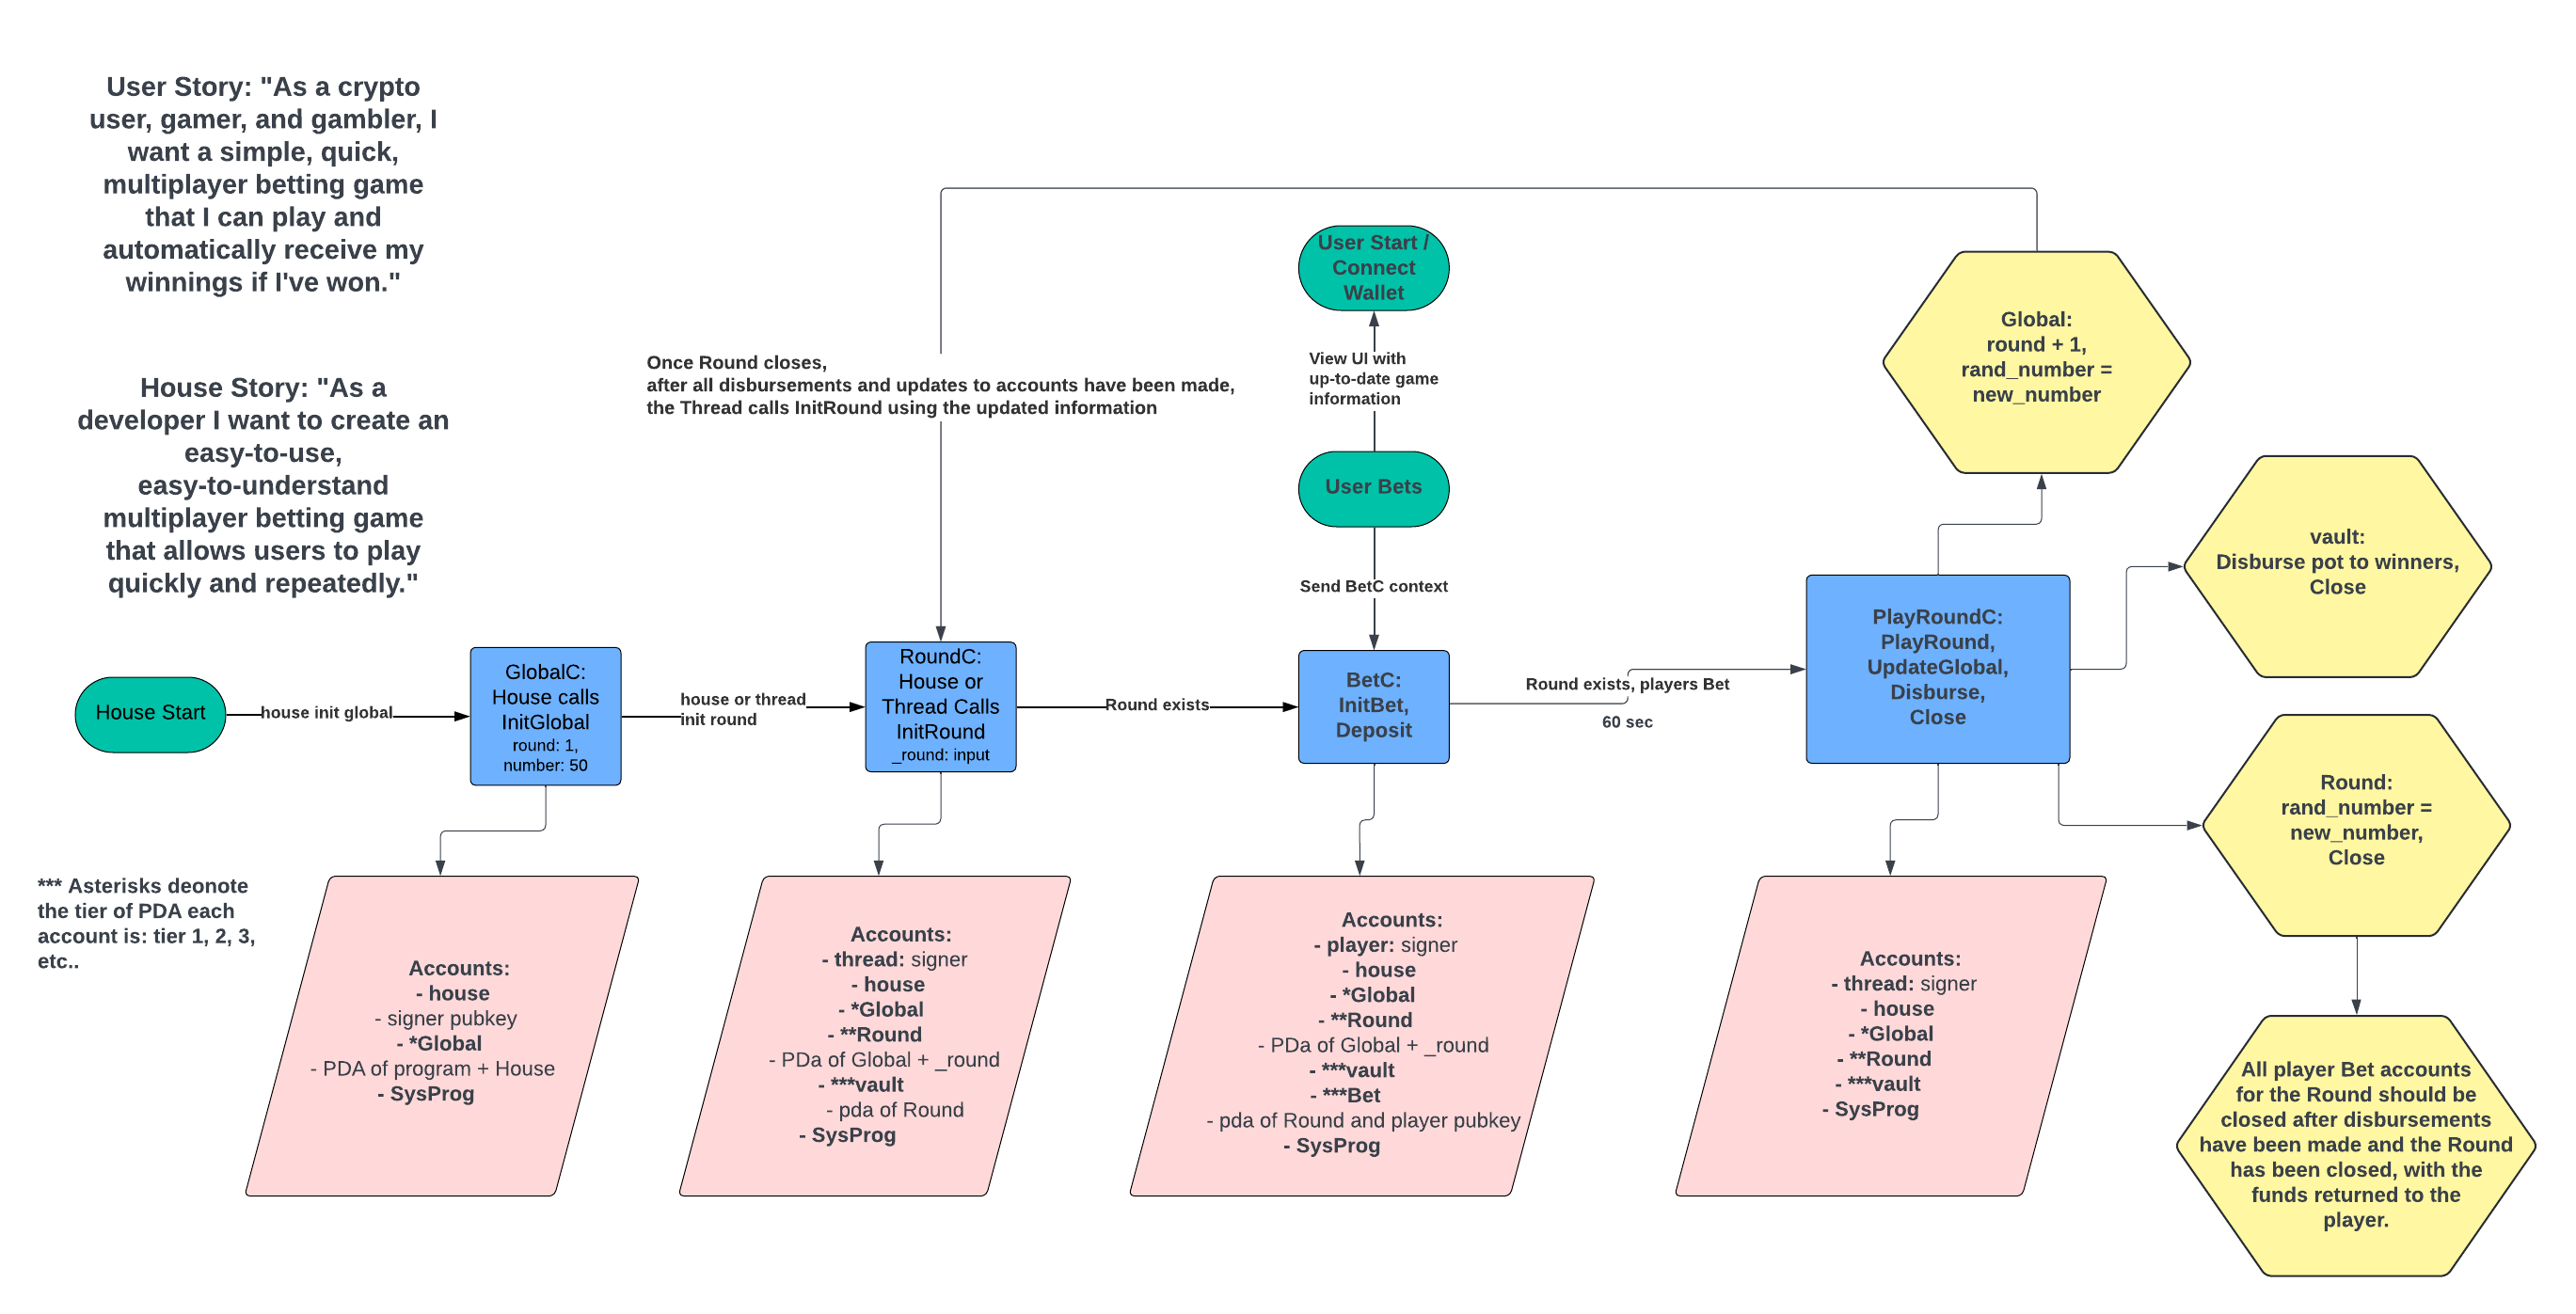 User Story: "As a crypto
user, gamer, and gambler, I
want a simple, quick,
multiplayer betting game
that I can play and
automatically receive my
winnings if I've won."
House Story: "As a
developer I want to create an
easy-to-use,
easy-to-understand
multiplayer betting game
that allows users to play
quickly and repeatedly."
Once Round closes,
after all disbursements and updates to accounts have been made,
the Thread calls InitRound using the updated information
User Start /
Connect
Wallet
View UI with
up-to-date game
information
User Bets
Send BetC context
House Start
house init global
GlobalC:
House calls
InitGlobal
round: 1,
number: 50
house or thread
init round
RoundC:
House or
Thread Calls
InitRound
_round: input
Round exists
BetC:
InitBet,
Deposit
Round exists, players Bet
60 sec
PlayRoundC:
PlayRound,
UpdateGlobal,
Disburse,
Close
Global:
round + 1,
rand_number =
new_number
vault:
Disburse pot to winners,
Close
Round:
rand_number =
new_number,
Close
All player Bet accounts
for the Round should be
closed after disbursements
have been made and the Round
has been closed, with the
funds returned to the
player.
*** Asterisks deonote
the tier of PDA each
account is: tier 1, 2, 3,
etc..
Accounts:
- house
- signer pubkey
- *Global
- PDA of program + House
- SysProg
Accounts:
- thread: signer
- house
- *Global
- **Round
- PDa of Global + _round
- ***vault
- pda of Round
- SysProg
Accounts:
- player: signer
- house
- *Global
- **Round
- PDa of Global + _round
- ***vault
- ***Bet
- pda of Round and player pubkey
- SysProg
Accounts:
- thread: signer
- house
- *Global
- **Round
- ***vault
- SysProg